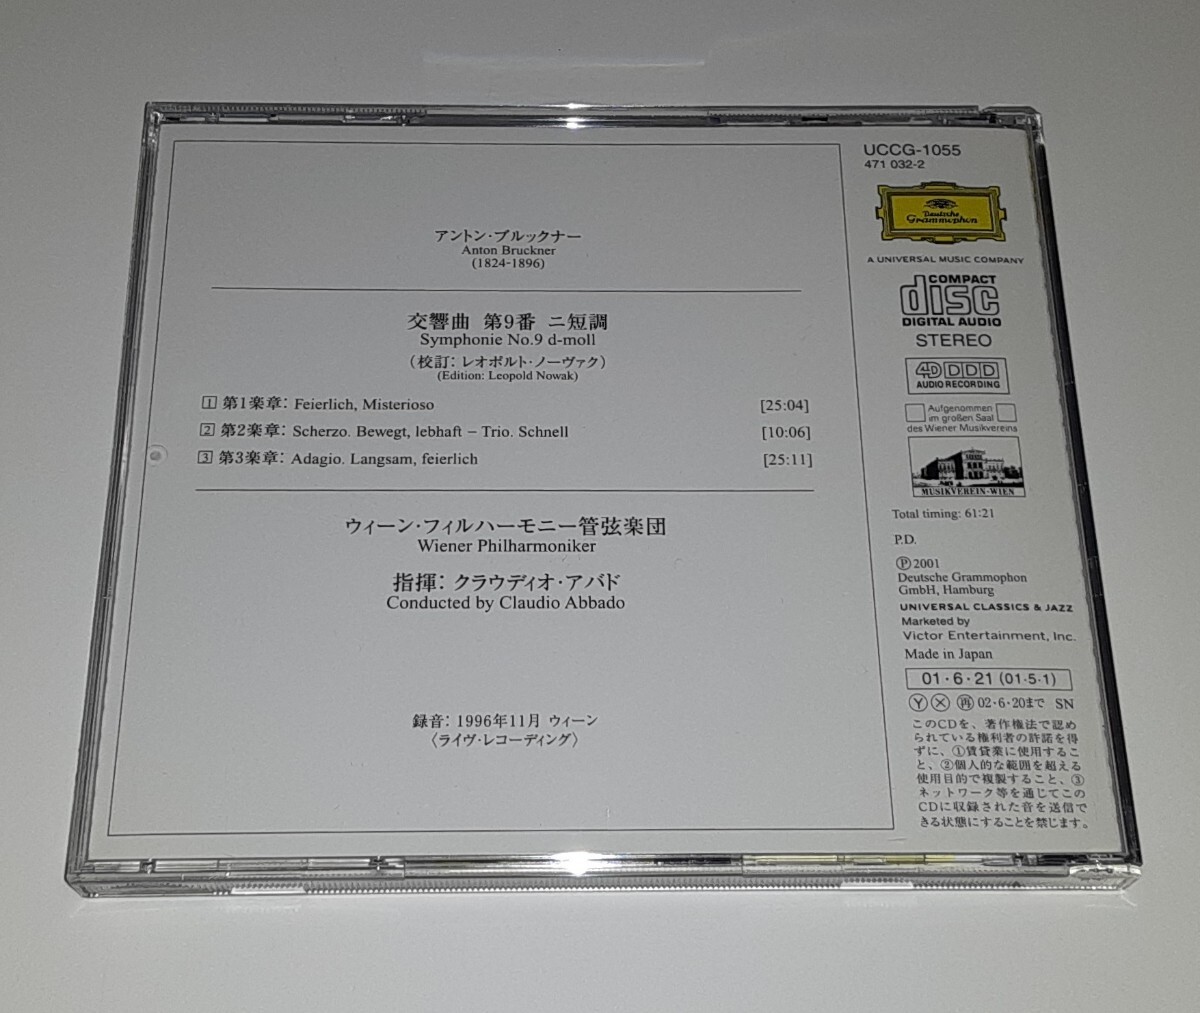 アントン・ブルックナー
Anton Bruckner
(1824-1896)
交響曲 第9番 ニ短調
Symphonie No.9 d-moll
(校訂: レオポルト・ノーヴァク)
(Edition: Leopold Nowak)
1 第1楽章: Feierlich, Misterioso [25:04]
2 第2楽章: Scherzo. Bewegt, lebhaft – Trio. Schnell [10:06]
3 第3楽章: Adagio. Langsam, feierlich [25:11]
ウィーン・フィルハーモニー管弦楽団
Wiener Philharmoniker
指揮: クラウディオ・アバド
Conducted by Claudio Abbado
録音: 1996年11月 ウィーン
〈ライヴ・レコーディング〉
UCCG-1055
471 032-2
Deutsche
Grammophon
A UNIVERSAL MUSIC COMPANY
COMPACT
disc
DIGITAL AUDIO
STEREO
4D DDD
AUDIO RECORDING
Aufgenommen
im großen Saal
des Wiener Musikvereins
MUSIKVEREIN·WIEN
Total timing: 61:21
P.D.
℗2001
Deutsche Grammophon
GmbH, Hamburg
UNIVERSAL CLASSICS & JAZZ
Marketed by
Victor Entertainment, Inc.
Made in Japan
01・6・21 (01・5・1)
Ⓨ Ⓧ ㊢ 02・6・20まで SN
このCDを、著作権法で認め
られている権利者の許諾を得
ずに、①賃貸業に使用するこ
と、②個人的な範囲を超える
使用目的で複製すること、③
ネットワーク等を通じてこの
CDに収録された音を送信で
きる状態にすることを禁じます。